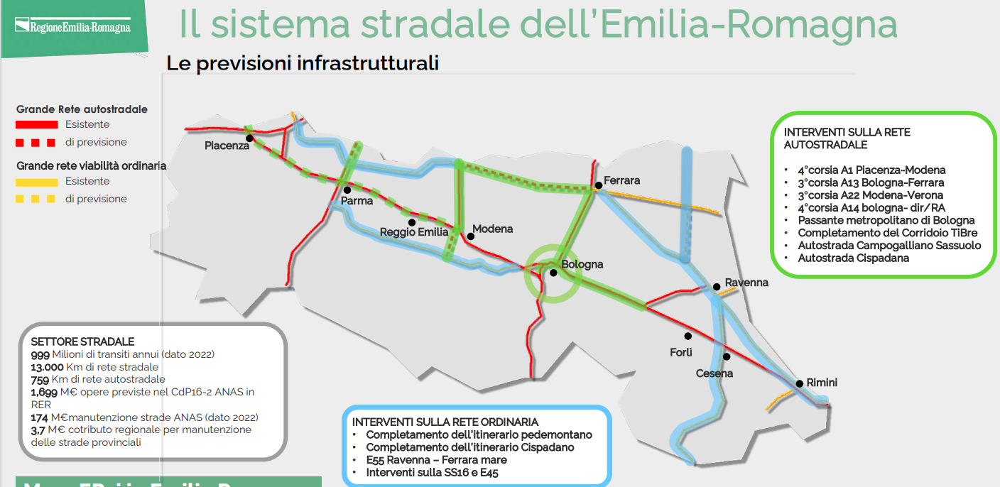 RegioneEmilia-Romagna
Il sistema stradale dell'Emilia-Romagna
Le previsioni infrastrutturali
Grande Rete autostradale
Esistente
di previsione
Grande rete viabilità ordinaria
Esistente
di previsione
Piacenza
Parma
Reggio Emilia
Modena
Ferrara
Bologna
Ravenna
Forlì
Cesena
Rimini
INTERVENTI SULLA RETE
AUTOSTRADALE
• 4°corsia A1 Piacenza-Modena
• 3°corsia A13 Bologna-Ferrara
• 3°corsia A22 Modena-Verona
• 4°corsia A14 bologna- dir/RA
• Passante metropolitano di Bologna
• Completamento del Corridoio TiBre
• Autostrada Campogalliano Sassuolo
• Autostrada Cispadana
SETTORE STRADALE
999 Milioni di transiti annui (dato 2022)
13.000 Km di rete stradale
759 Km di rete autostradale
1,699 M€ opere previste nel CdP16-2 ANAS in
RER
174 M€manutenzione strade ANAS (dato 2022)
3,7 M€ cotributo regionale per manutenzione
delle strade provinciali
INTERVENTI SULLA RETE ORDINARIA
• Completamento dell'itinerario pedemontano
• Completamento dell'itinerario Cispadano
• E55 Ravenna – Ferrara mare
• Interventi sulla SS16 e E45